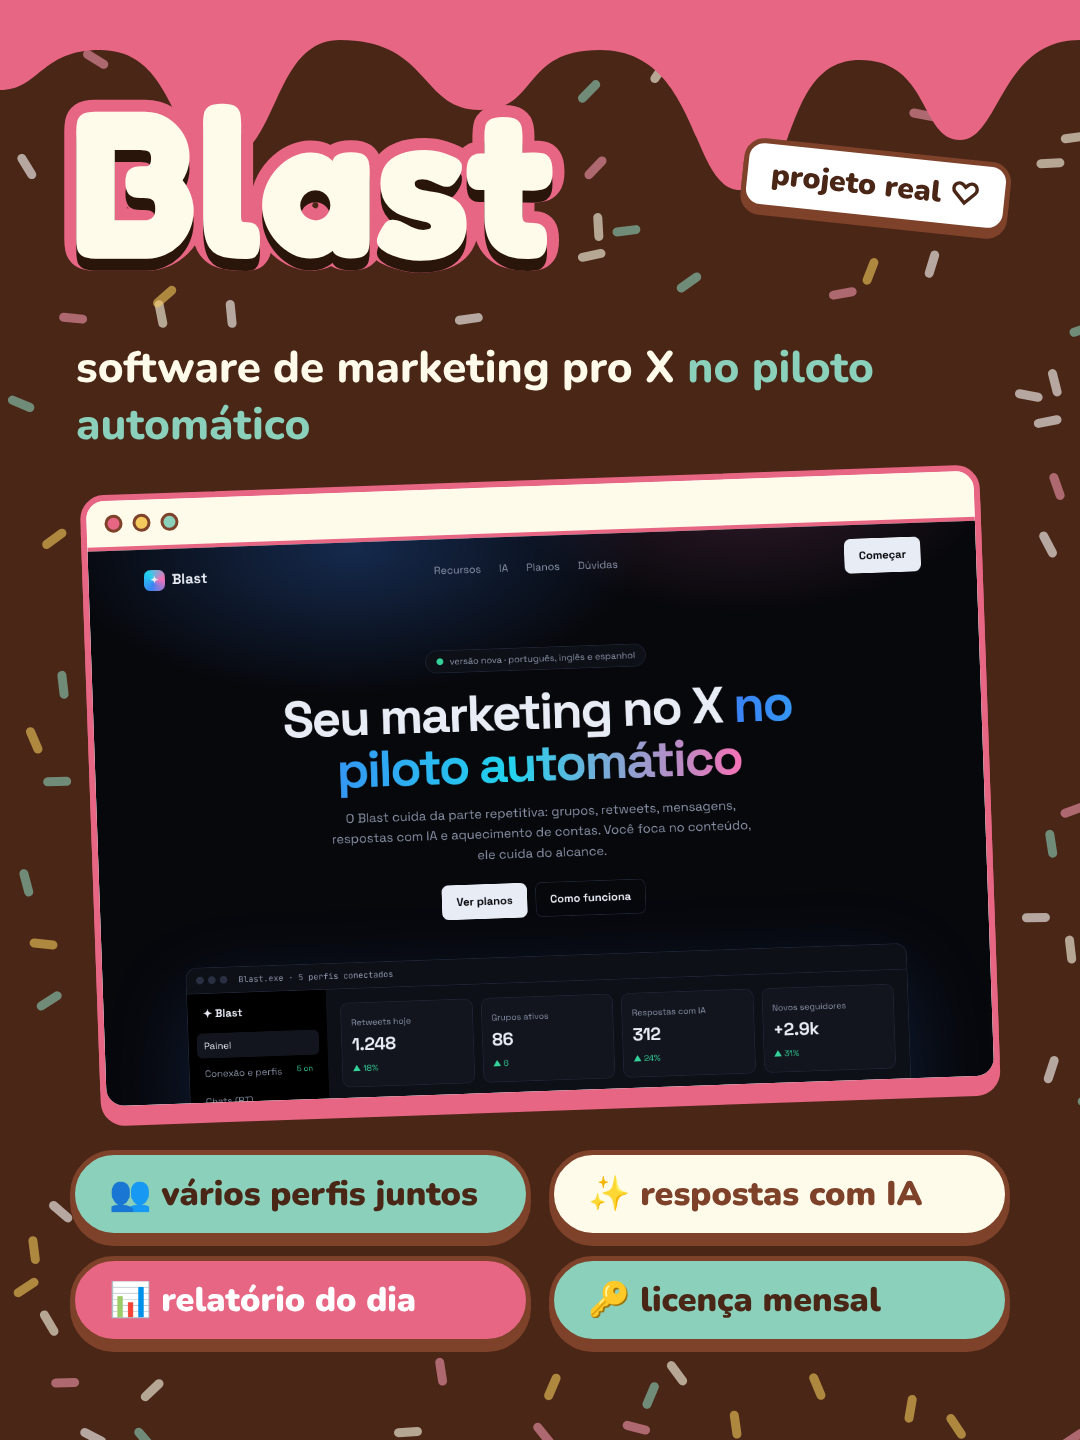 Blast
projeto real ♡
software de marketing pro X no piloto
automático
Blast
Recursos IA Planos Dúvidas
Começar
versão nova · português, inglês e espanhol
Seu marketing no X no
piloto automático
O Blast cuida da parte repetitiva: grupos, retweets, mensagens,
respostas com IA e aquecimento de contas. Você foca no conteúdo,
ele cuida do alcance.
Ver planos
Como funciona
Blast.exe · 5 perfis conectados
✦ Blast
Painel
Conexão e perfis 5 on
Chats (RT)
Retweets hoje
1.248
▲ 18%
Grupos ativos
86
▲ 6
Respostas com IA
312
▲ 24%
Novos seguidores
+2.9k
▲ 31%
👥 vários perfis juntos
✨ respostas com IA
📊 relatório do dia
🔑 licença mensal